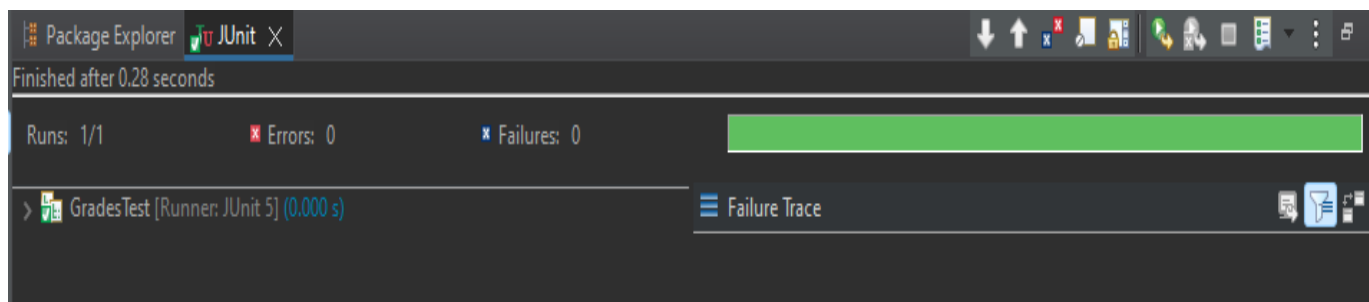 Package Explorer JUnit
Finished after 0.28 seconds
Runs: 1/1 Errors: 0 Failures: 0
GradesTest [Runner: JUnit 5] (0.000 s)
Failure Trace